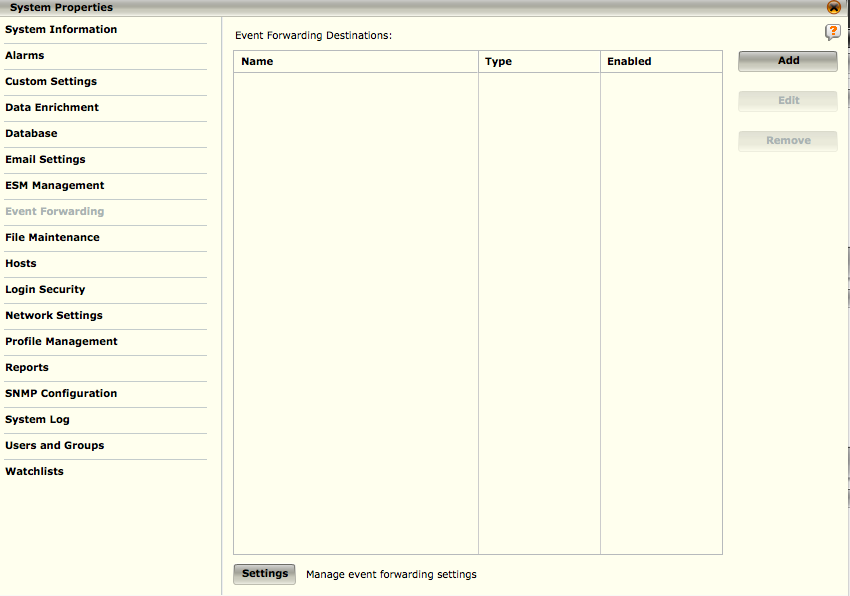 System Properties
System Information
Alarms
Custom Settings
Data Enrichment
Database
Email Settings
ESM Management
Event Forwarding
File Maintenance
Hosts
Login Security
Network Settings
Profile Management
Reports
SNMP Configuration
System Log
Users and Groups
Watchlists
Event Forwarding Destinations:
Name Type Enabled
?
Add
Edit
Remove
Settings Manage event forwarding settings